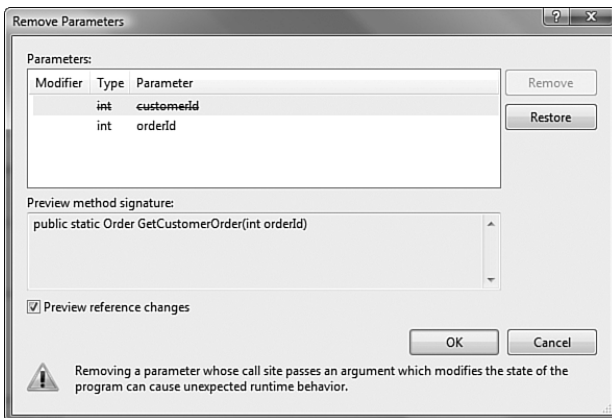 Remove Parameters
Parameters:
Modifier Type Parameter
int customerId
int orderId
Remove
Restore
Preview method signature:
public static Order GetCustomerOrder(int orderId)
Preview reference changes
OK Cancel
Removing a parameter whose call site passes an argument which modifies the state of the
program can cause unexpected runtime behavior.